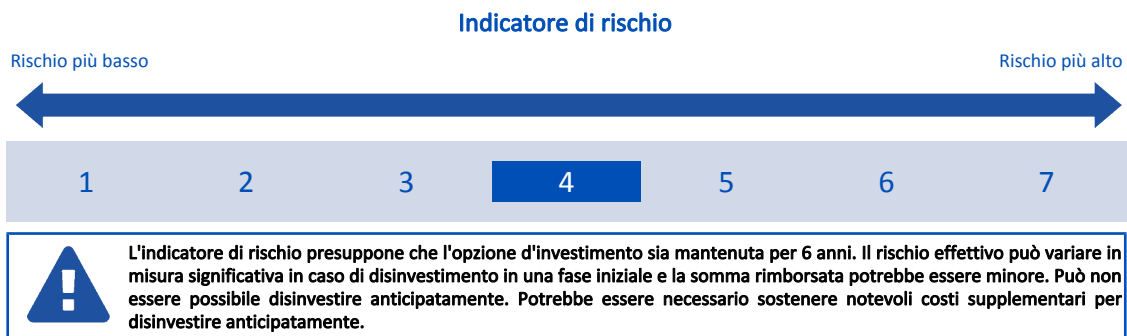 Indicatore di rischio
Rischio più basso
Rischio più alto
1 2 3 4 5 6 7
L'indicatore di rischio presuppone che l'opzione d'investimento sia mantenuta per 6 anni. Il rischio effettivo può variare in
misura significativa in caso di disinvestimento in una fase iniziale e la somma rimborsata potrebbe essere minore. Può non
essere possibile disinvestire anticipatamente. Potrebbe essere necessario sostenere notevoli costi supplementari per
disinvestire anticipatamente.